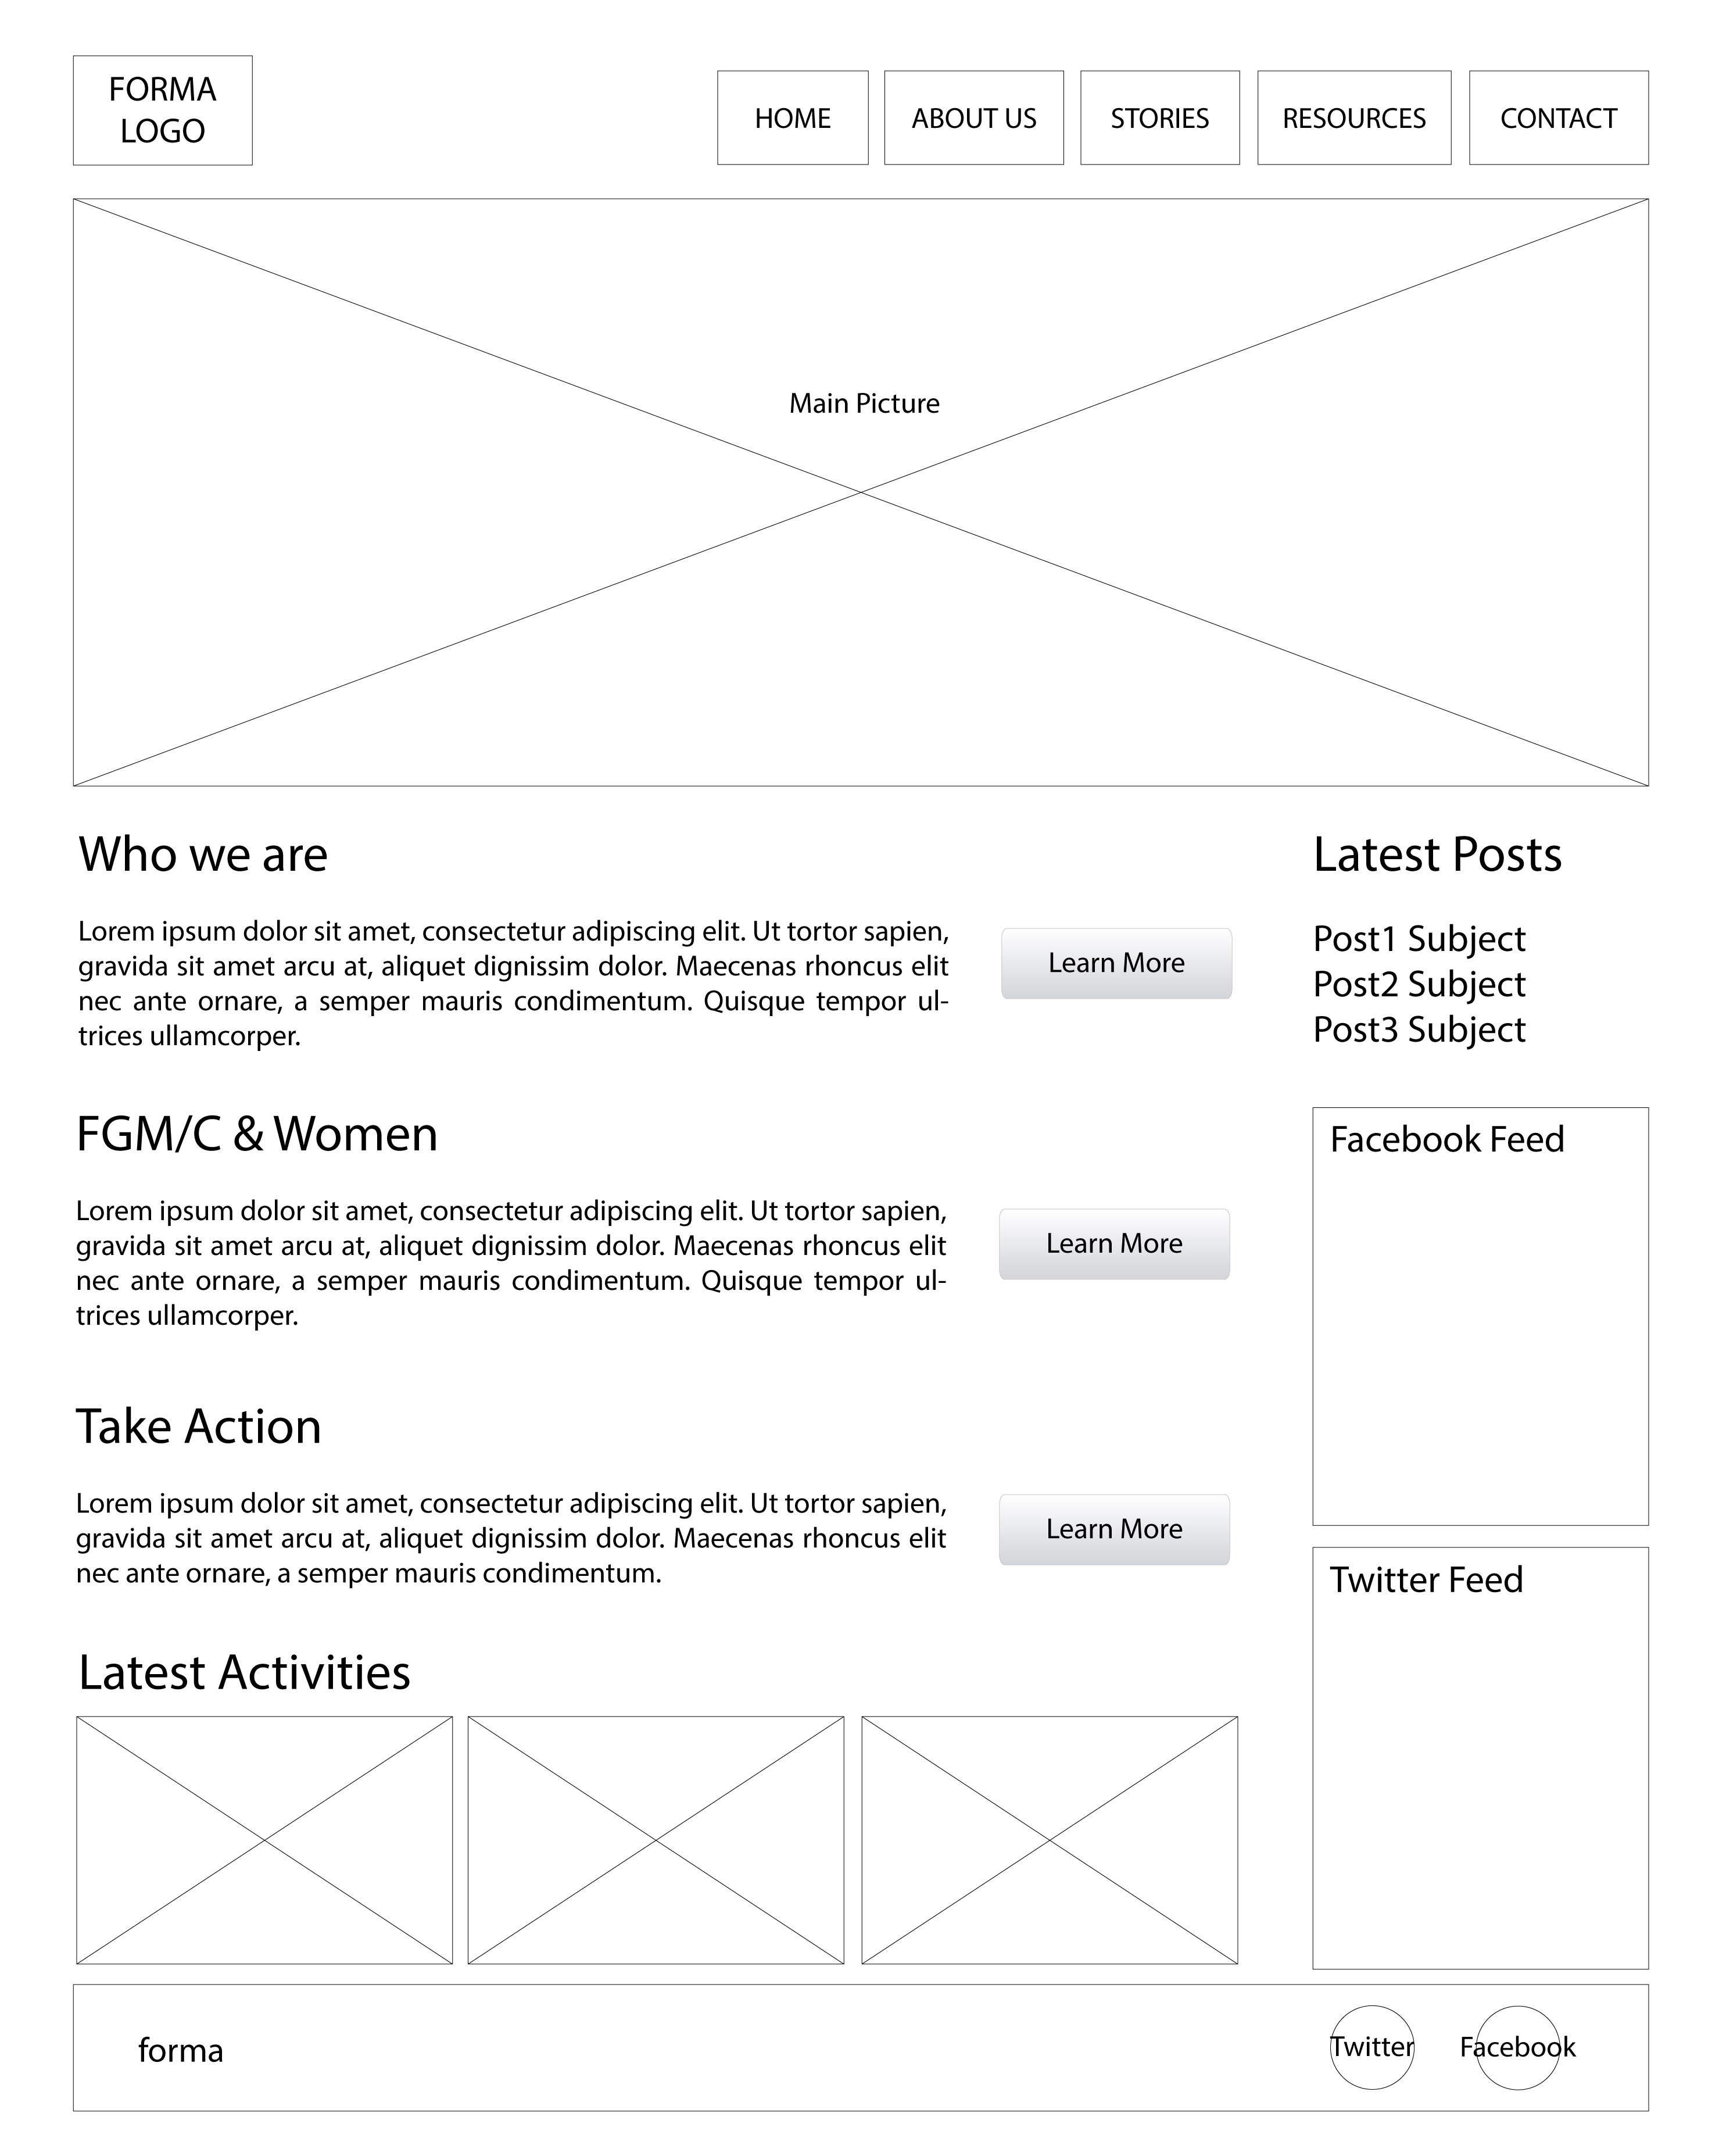 FORMA
LOGO
HOME
ABOUT US
STORIES
RESOURCES
CONTACT
Main Picture
Who we are
Lorem ipsum dolor sit amet, consectetur adipiscing elit. Ut tortor sapien,
gravida sit amet arcu at, aliquet dignissim dolor. Maecenas rhoncus elit
nec ante ornare, a semper mauris condimentum. Quisque tempor ul-
trices ullamcorper.
Learn More
FGM/C & Women
Lorem ipsum dolor sit amet, consectetur adipiscing elit. Ut tortor sapien,
gravida sit amet arcu at, aliquet dignissim dolor. Maecenas rhoncus elit
nec ante ornare, a semper mauris condimentum. Quisque tempor ul-
trices ullamcorper.
Learn More
Take Action
Lorem ipsum dolor sit amet, consectetur adipiscing elit. Ut tortor sapien,
gravida sit amet arcu at, aliquet dignissim dolor. Maecenas rhoncus elit
nec ante ornare, a semper mauris condimentum.
Learn More
Latest Activities
Latest Posts
Post1 Subject
Post2 Subject
Post3 Subject
Facebook Feed
Twitter Feed
forma
Twitter
Facebook